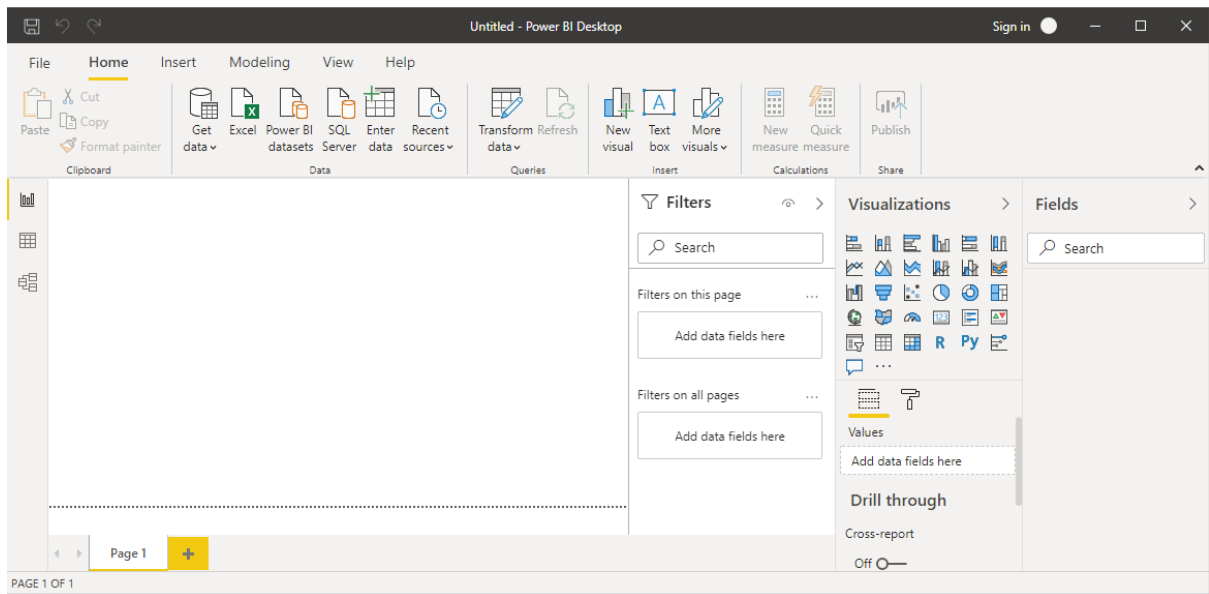 Untitled - Power BI Desktop
Sign in
File Home Insert Modeling View Help
Paste
Cut
Copy
Format painter
Clipboard
Get data
Excel
Power BI datasets
SQL Server
Enter data
Recent sources
Data
Transform data
Refresh
Queries
New visual
Text box
More visuals
Insert
New measure
Quick measure
Calculations
Publish
Share
Filters
Search
Filters on this page
Add data fields here
Filters on all pages
Add data fields here
Visualizations
R Py
Values
Add data fields here
Drill through
Cross-report
Off
Fields
Search
Page 1
PAGE 1 OF 1